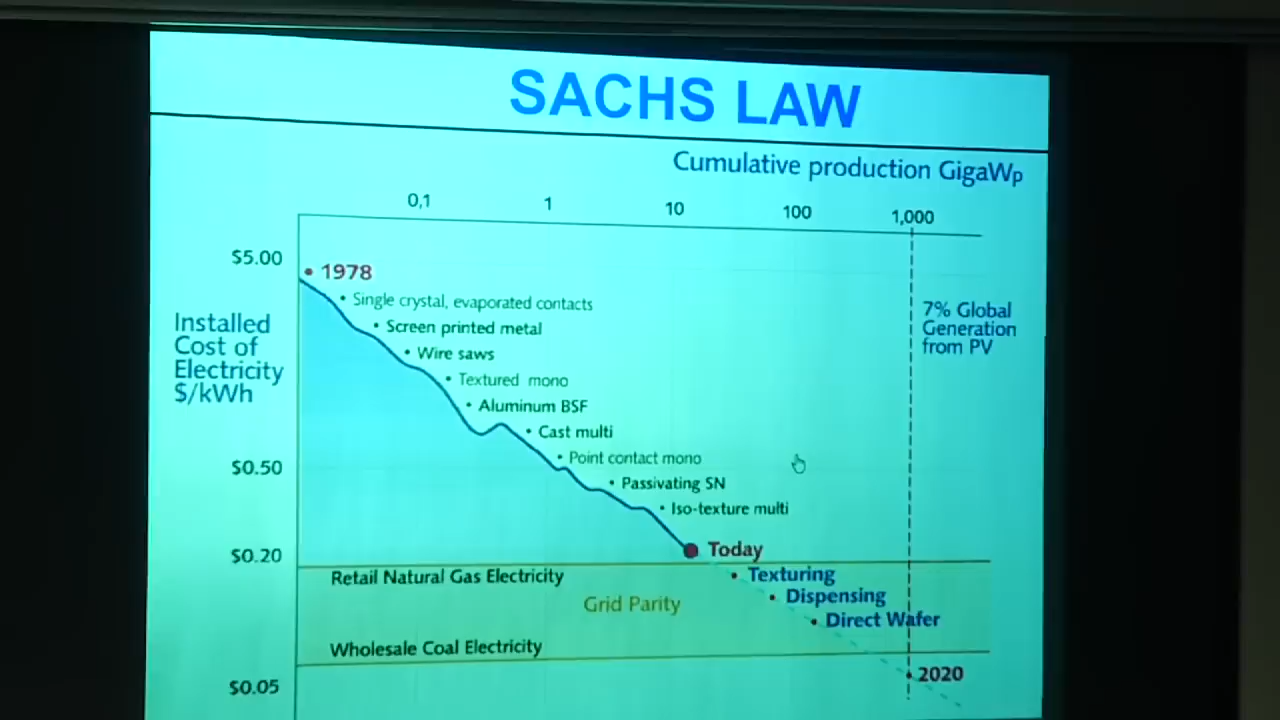 SACHS LAW
Cumulative production GigaWp
0,1 1 10 100 1,000
$5.00
1978
Single crystal, evaporated contacts
7% Global
Generation
from PV
Installed
Cost of
Electricity
$/kWh
Screen printed metal
Wire saws
Textured mono
Aluminum BSF
Cast multi
Point contact mono
$0.50
Passivating SN
Iso-texture multi
$0.20
Today
Retail Natural Gas Electricity
Texturing
Grid Parity
Dispensing
Direct Wafer
Wholesale Coal Electricity
2020
$0.05